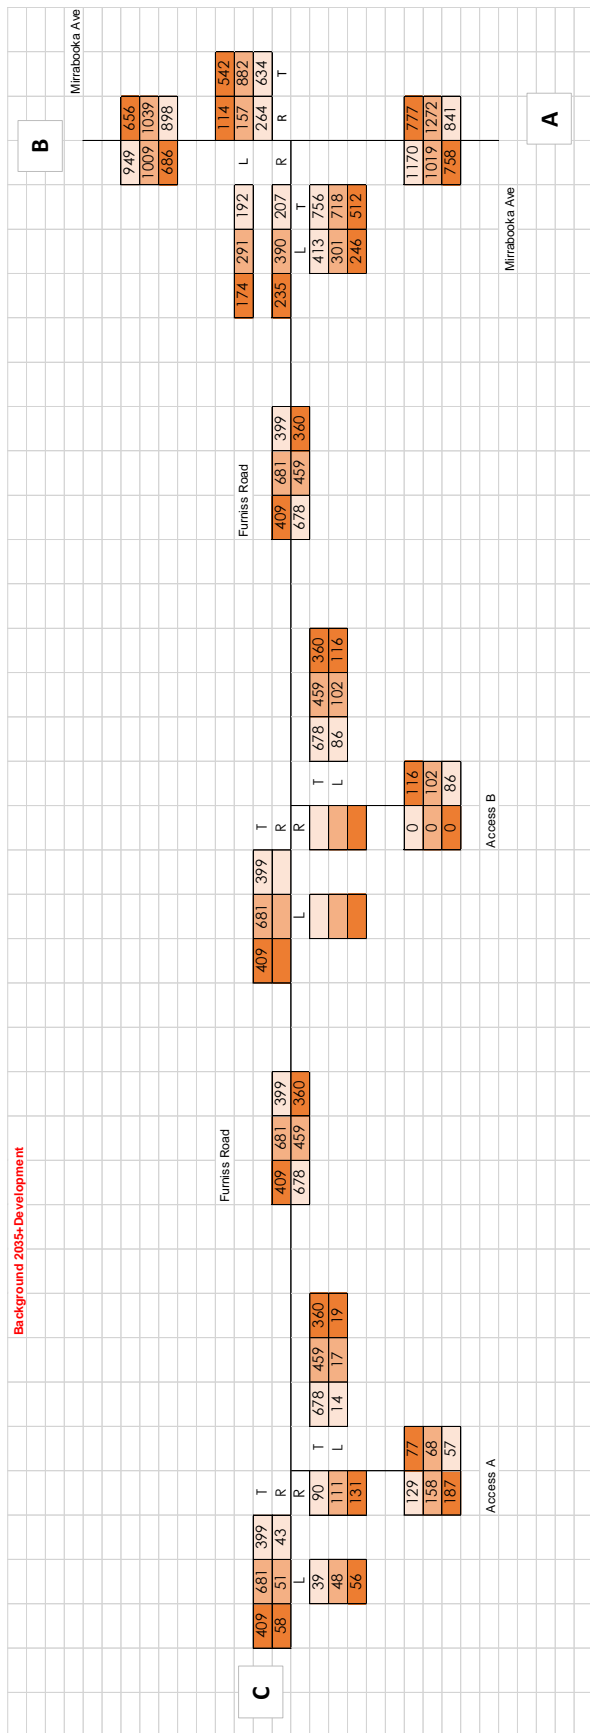 Background 2035+Development
B
Mirrabooka Ave
949 656
1009 1039
686 898
Furniss Road 114 542
Furniss Road 174 291 192 L 157 882
C 409 681 399 T 409 681 399 T 264 634
58 51 43 R 409 681 399 R 409 681 399 235 390 207 R R T
L R 678 459 360 L R 678 459 360 L T
39 90 T 678 459 360 T 678 459 360 413 756
48 111 L 14 17 19 L 86 102 116 301 718
56 131 246 512
129 77 0 116 1170 777
158 68 0 102 1019 1272
187 57 0 86 758 841
Access A Access B
Mirrabooka Ave
A